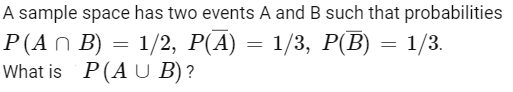 A sample space has two events A and B such that probabilities
P(A ∩ B) = 1/2, P(A̅) = 1/3, P(B̅) = 1/3.
What is P(A ∪ B)?